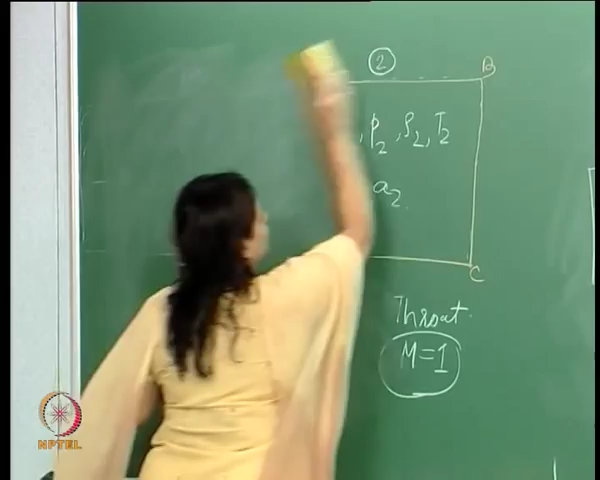 ②
B
, p₂, ρ₂, T₂
a₂
C
Throat
M=1
NPTEL